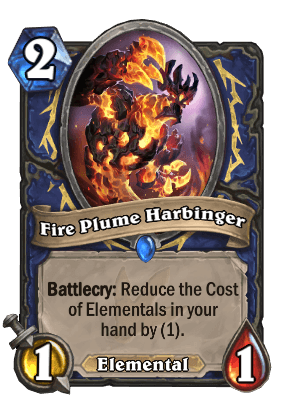 2
Fire Plume Harbinger
Battlecry: Reduce the Cost
of Elementals in your
hand by (1).
1
Elemental
1